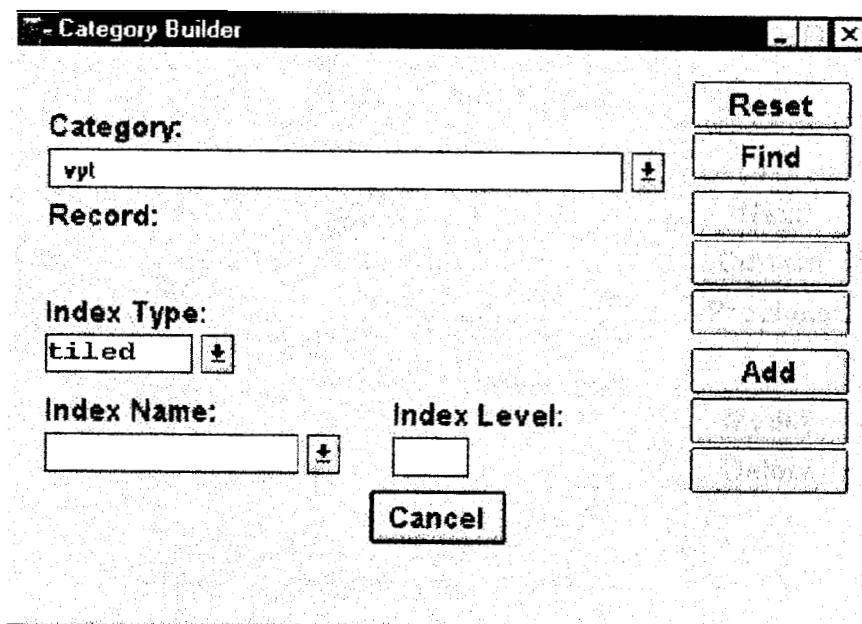 Category Builder
Reset
Category:
Find
vyt
Record:
Index Type:
tiled
Add
Index Name:
Index Level:
Cancel